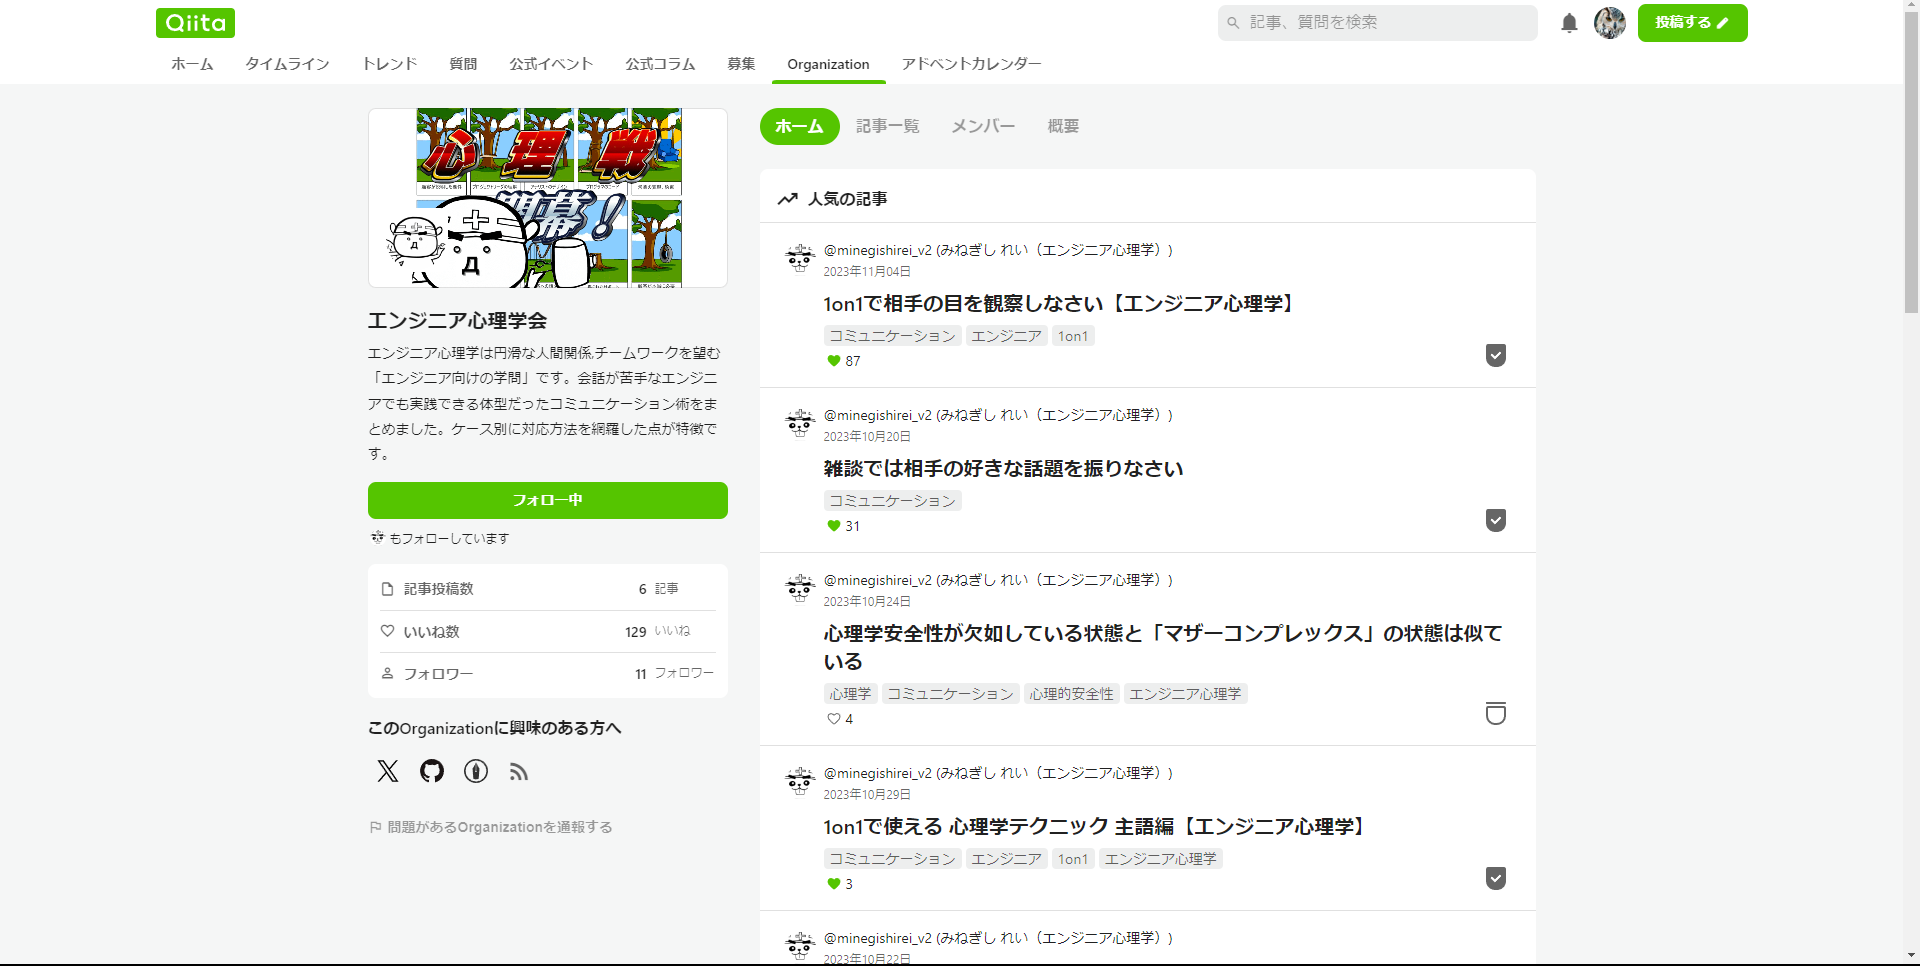 Qiita
記事、質問を検索
投稿する
ホーム
タイムライン
トレンド
質問
公式イベント
公式コラム
募集
Organization
アドベントカレンダー
心理戦
開幕!
エンジニア心理学会
エンジニア心理学は円滑な人間関係,チームワークを望む
「エンジニア向けの学問」です。会話が苦手なエンジニ
アでも実践できる体型だったコミュニケーション術をま
とめました。ケース別に対応方法を網羅した点が特徴で
す。
フォロー中
もフォローしています
記事投稿数 6 記事
いいね数 129 いいね
フォロワー 11 フォロワー
このOrganizationに興味のある方へ
問題があるOrganizationを通報する
ホーム
記事一覧
メンバー
概要
人気の記事
@minegishirei_v2 (みねぎし れい（エンジニア心理学）)
2023年11月04日
1on1で相手の目を観察しなさい【エンジニア心理学】
コミュニケーション エンジニア 1on1
87
@minegishirei_v2 (みねぎし れい（エンジニア心理学）)
2023年10月20日
雑談では相手の好きな話題を振りなさい
コミュニケーション
31
@minegishirei_v2 (みねぎし れい（エンジニア心理学）)
2023年10月24日
心理学安全性が欠如している状態と「マザーコンプレックス」の状態は似て
いる
心理学 コミュニケーション 心理的安全性 エンジニア心理学
4
@minegishirei_v2 (みねぎし れい（エンジニア心理学）)
2023年10月29日
1on1で使える 心理学テクニック 主語編【エンジニア心理学】
コミュニケーション エンジニア 1on1 エンジニア心理学
3
@minegishirei_v2 (みねぎし れい（エンジニア心理学）)
2023年10月22日